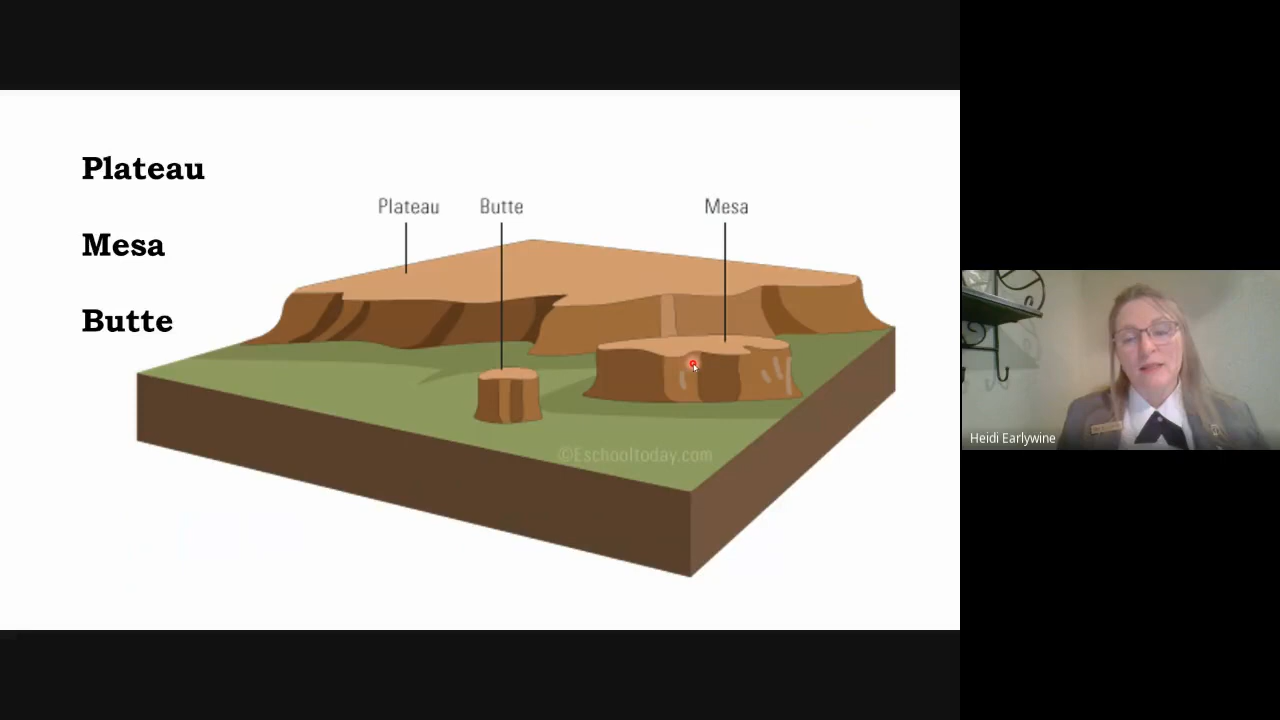 Plateau
Mesa
Butte
Plateau
Butte
Mesa
©Eschooltoday.com
Heidi Earlywine